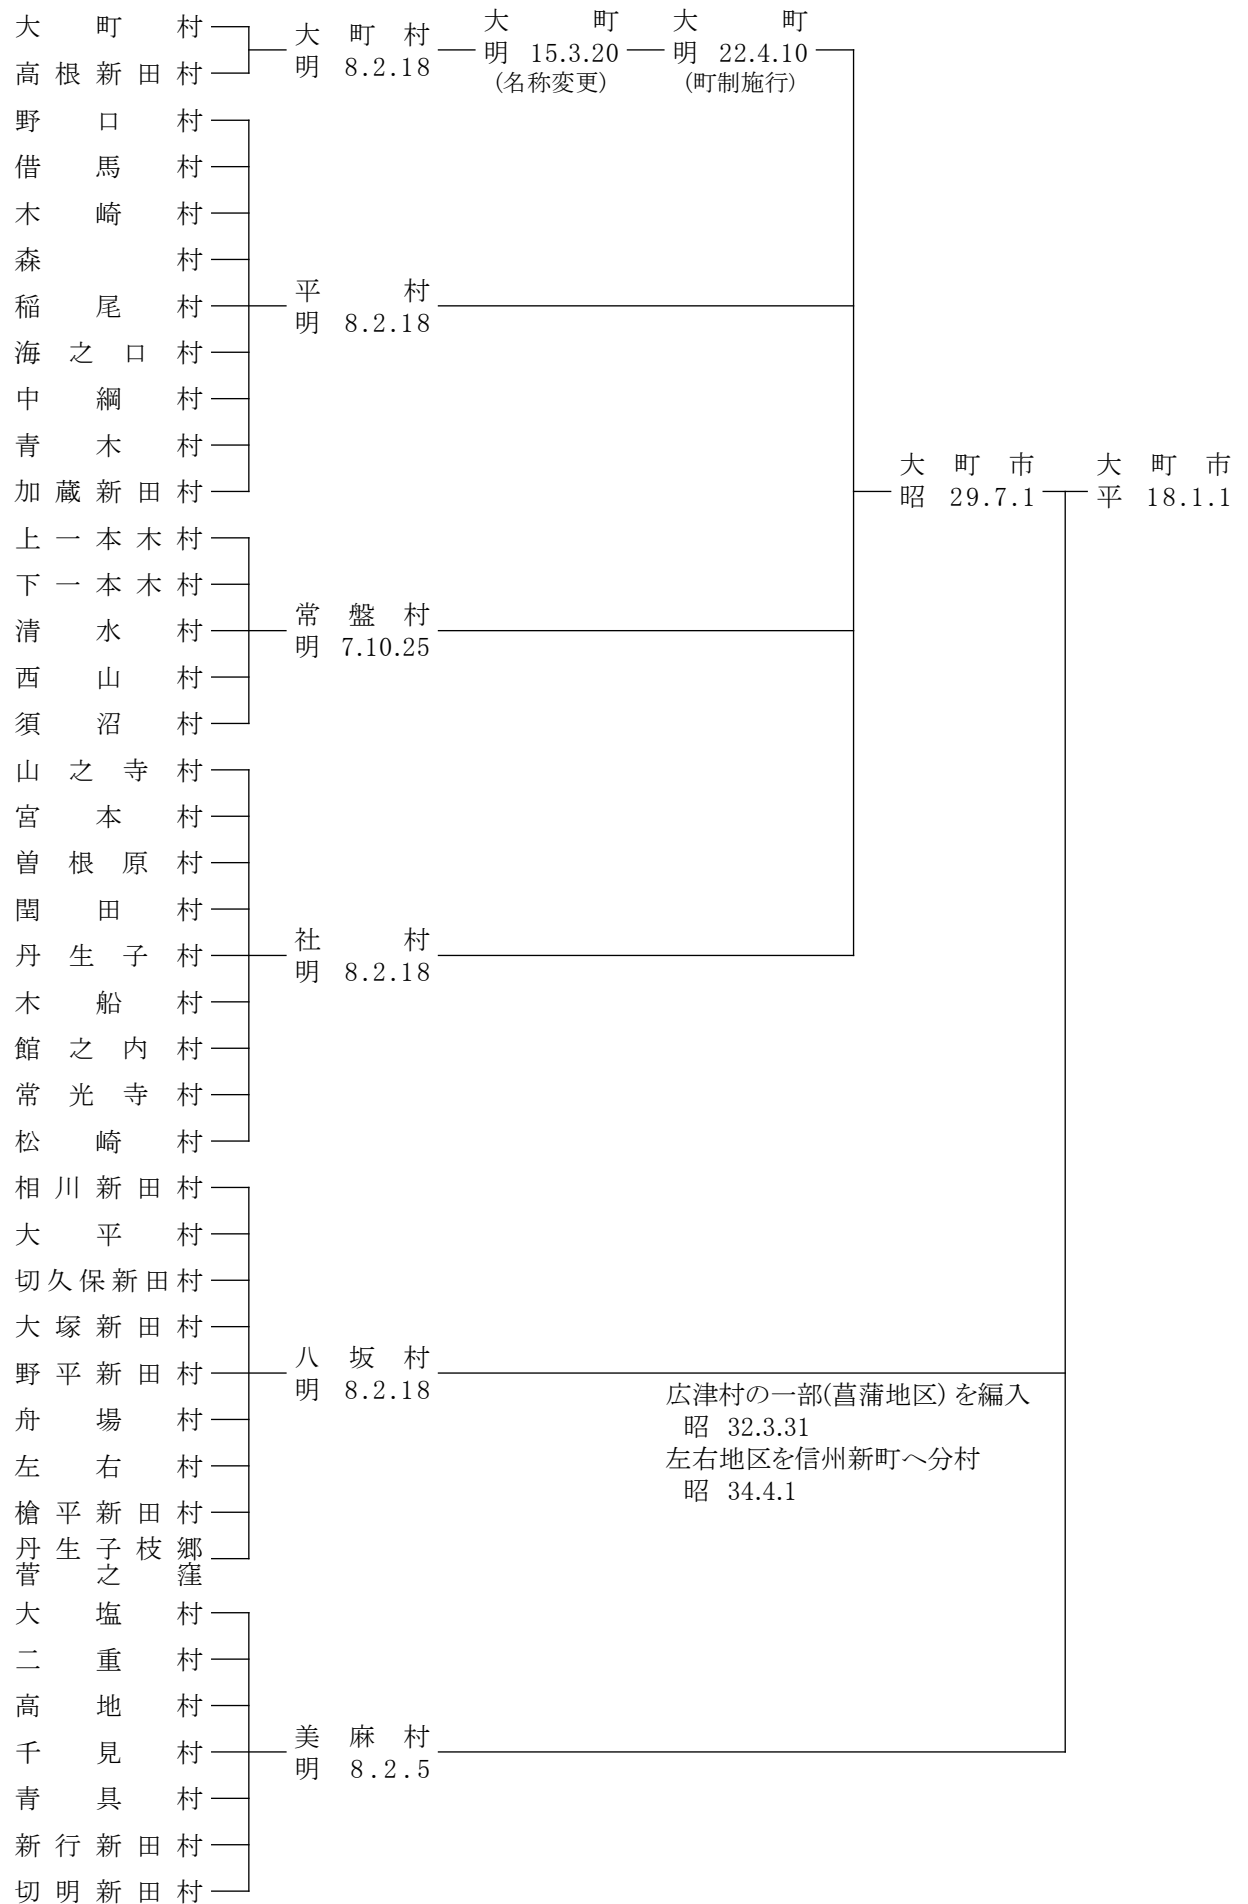 大町村
高根新田村
大町村
明 8.2.18
大町
明 15.3.20
(名称変更)
大町
明 22.4.10
(町制施行)
野口村
借馬村
木崎村
森村
稲尾村
海之口村
中綱村
青木村
加蔵新田村
平村
明 8.2.18
上一本木村
下一本木村
清水村
西山村
須沼村
常盤村
明 7.10.25
山之寺村
宮本村
曽根原村
閏田村
丹生子村
木船村
館之内村
常光寺村
松崎村
社村
明 8.2.18
大町市
昭 29.7.1
大町市
平 18.1.1
相川新田村
大平村
切久保新田村
大塚新田村
野平新田村
舟場村
左右村
槍平新田村
丹生子枝郷
菅之窪
八坂村
明 8.2.18
広津村の一部(菖蒲地区)を編入
昭 32.3.31
左右地区を信州新町へ分村
昭 34.4.1
大塩村
二重村
高地村
千見村
青具村
新行新田村
切明新田村
美麻村
明 8.2.5